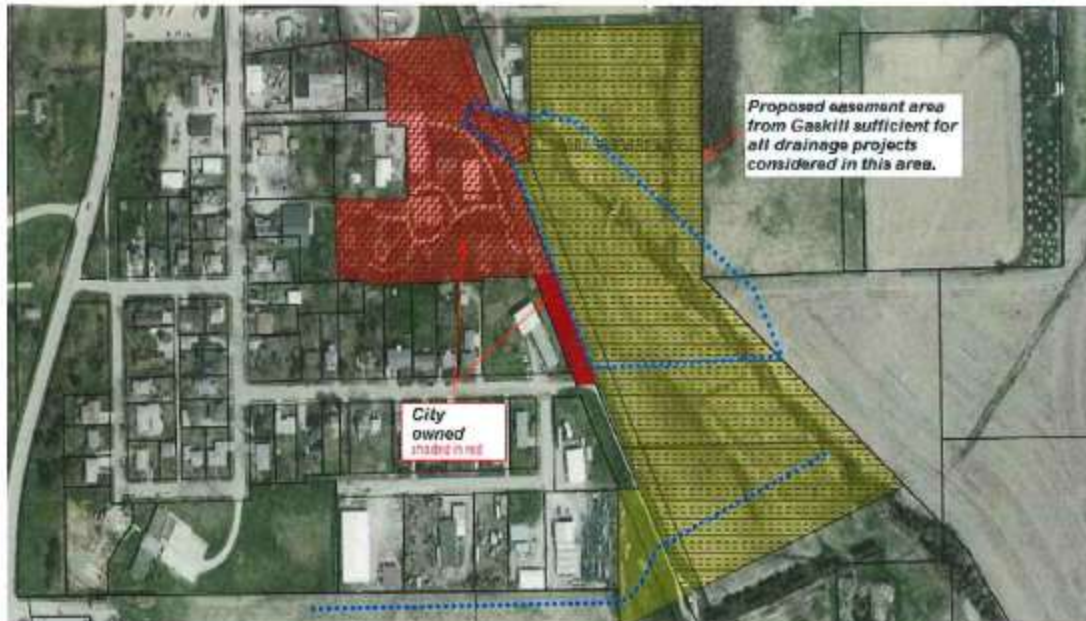 Proposed easement area
from Gaskill sufficient for
all drainage projects
considered in this area.
City
owned
shaded in red